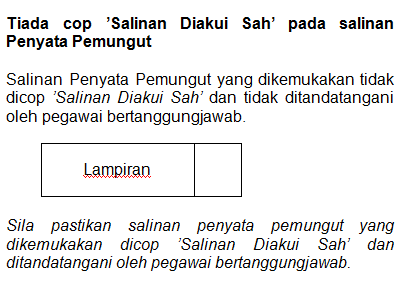 Tiada cop ’Salinan Diakui Sah’ pada salinan
Penyata Pemungut
Salinan Penyata Pemungut yang dikemukakan tidak
dicop ’Salinan Diakui Sah’ dan tidak ditandatangani
oleh pegawai bertanggungjawab.
Lampiran
Sila pastikan salinan penyata pemungut yang
dikemukakan dicop ’Salinan Diakui Sah’ dan
ditandatangani oleh pegawai bertanggungjawab.